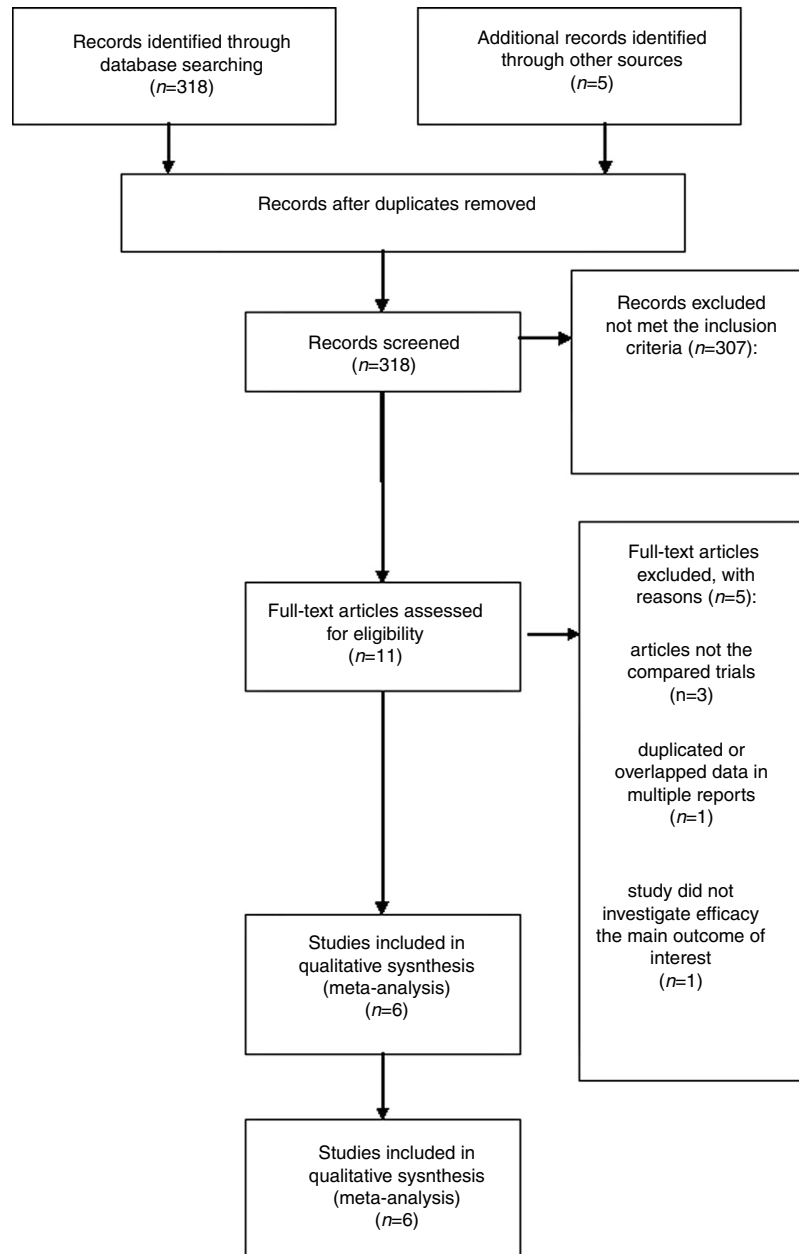 Records identified through
database searching
(n=318)
Additional records identified
through other sources
(n=5)
Records after duplicates removed
Records screened
(n=318)
Records excluded
not met the inclusion
criteria (n=307):
Full-text articles assessed
for eligibility
(n=11)
Full-text articles
excluded, with
reasons (n=5):
articles not the
compared trials
(n=3)
duplicated or
overlapped data in
multiple reports
(n=1)
study did not
investigate efficacy
the main outcome of
interest
(n=1)
Studies included in
qualitative sysnthesis
(meta-analysis)
(n=6)
Studies included in
qualitative sysnthesis
(meta-analysis)
(n=6)